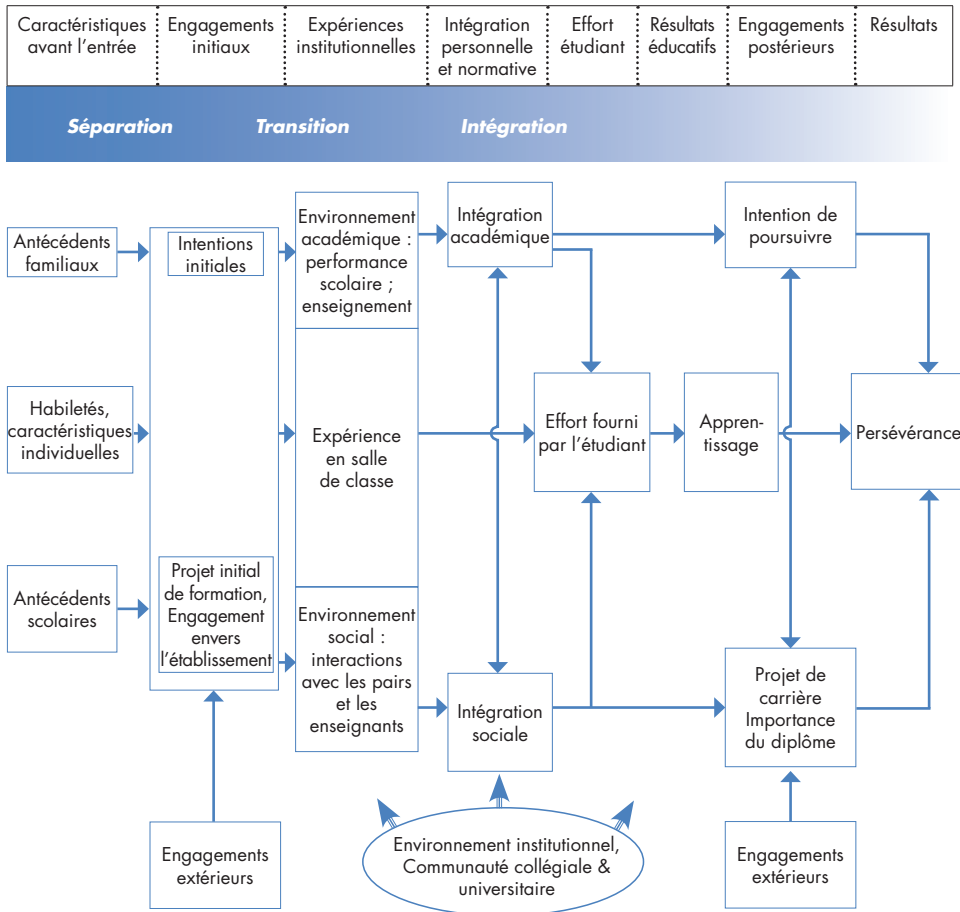 Caractéristiques
avant l'entrée
Engagements
initiaux
Expériences
institutionnelles
Intégration
personnelle
et normative
Effort
étudiant
Résultats
éducatifs
Engagements
postérieurs
Résultats
Séparation
Transition
Intégration
Antécédents
familiaux
Habiletés,
caractéristiques
individuelles
Antécédents
scolaires
Intentions
initiales
Projet initial
de formation,
Engagement
envers
l'établissement
Engagements
extérieurs
Environnement
académique :
performance
scolaire ;
enseignement
Expérience
en salle
de classe
Environnement
social :
interactions
avec les pairs
et les
enseignants
Intégration
académique
Intégration
sociale
Environnement institutionnel,
Communauté collégiale &
universitaire
Effort fourni
par l'étudiant
Appren-
tissage
Intention de
poursuivre
Projet de
carrière
Importance
du diplôme
Engagements
extérieurs
Persévérance